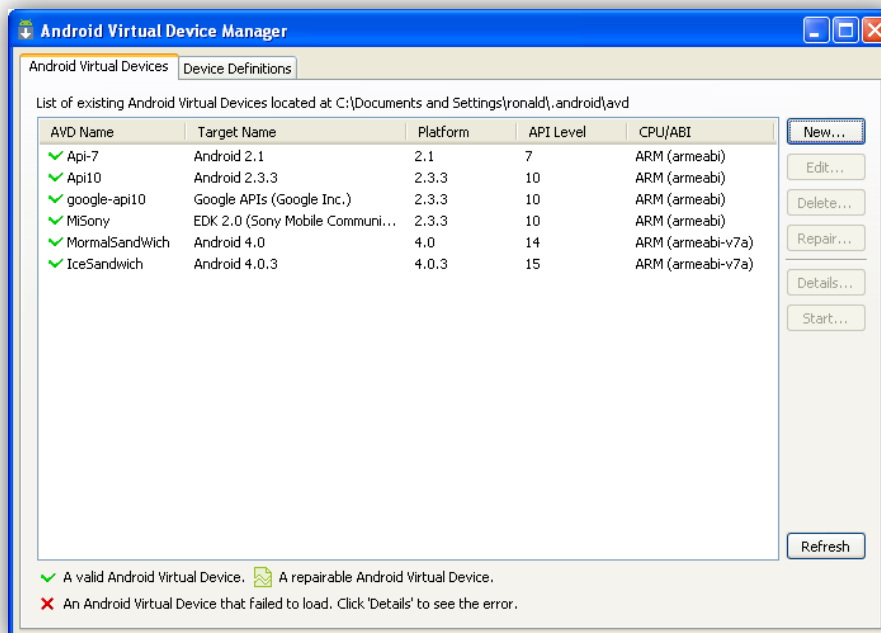 Android Virtual Device Manager
Android Virtual Devices Device Definitions
List of existing Android Virtual Devices located at C:\Documents and Settings\ronald\.android\avd
AVD Name Target Name Platform API Level CPU/ABI New...
Api-7 Android 2.1 2.1 7 ARM (armeabi)
Edit...
Api10 Android 2.3.3 2.3.3 10 ARM (armeabi)
google-api10 Google APIs (Google Inc.) 2.3.3 10 ARM (armeabi) Delete...
MiSony EDK 2.0 (Sony Mobile Communi... 2.3.3 10 ARM (armeabi)
MormalSandWich Android 4.0 4.0 14 ARM (armeabi-v7a) Repair...
IceSandwich Android 4.0.3 4.0.3 15 ARM (armeabi-v7a)
Details...
Start...
Refresh
A valid Android Virtual Device. A repairable Android Virtual Device.
An Android Virtual Device that failed to load. Click 'Details' to see the error.